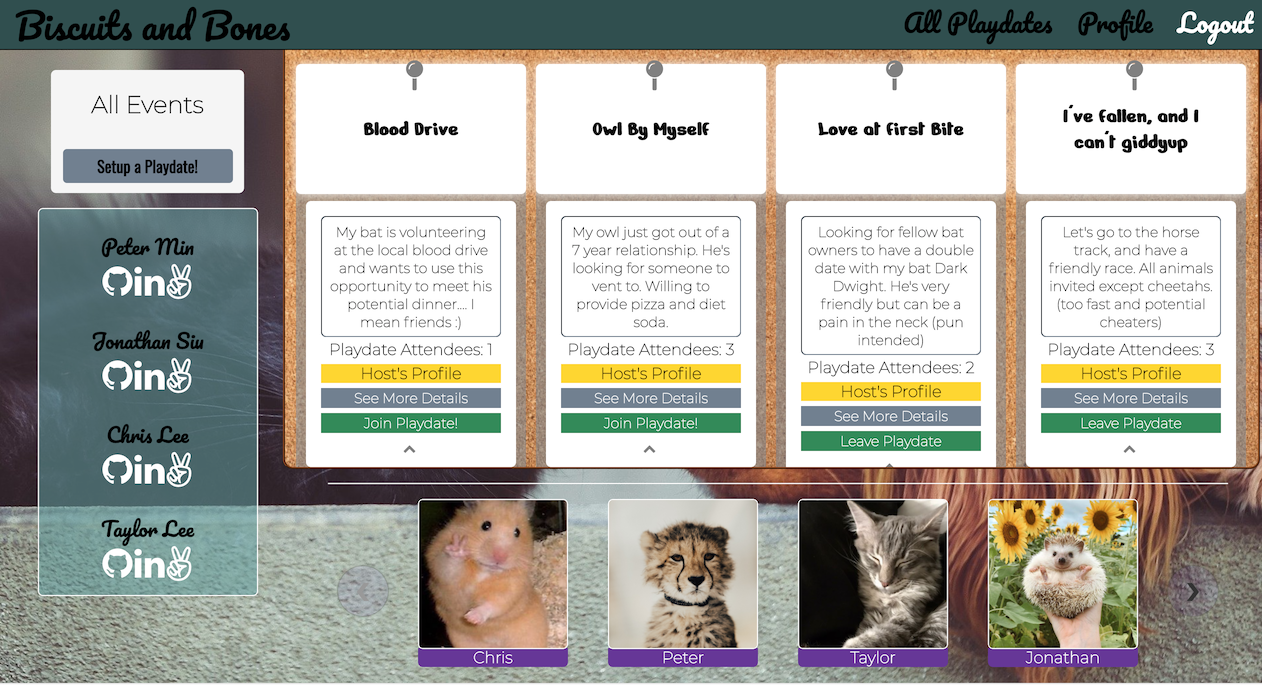 Biscuits and Bones
All Playdates Profile Logout
All Events
Setup a Playdate!
Peter Min
in
Jonathan Siu
in
Chris Lee
in
Taylor Lee
in
Blood Drive
My bat is volunteering
at the local blood drive
and wants to use this
opportunity to meet his
potential dinner.... I
mean friends :)
Playdate Attendees: 1
Host's Profile
See More Details
Join Playdate!
Owl By Myself
My owl just got out of a
7 year relationship. He's
looking for someone to
vent to. Willing to
provide pizza and diet
soda.
Playdate Attendees: 3
Host's Profile
See More Details
Join Playdate!
Love at First Bite
Looking for fellow bat
owners to have a double
date with my bat Dark
Dwight. He's very
friendly but can be a
pain in the neck (pun
intended)
Playdate Attendees: 2
Host's Profile
See More Details
Leave Playdate
I've fallen, and I
can't giddyup
Let's go to the horse
track, and have a
friendly race. All animals
invited except cheetahs.
(too fast and potential
cheaters)
Playdate Attendees: 3
Host's Profile
See More Details
Leave Playdate
Chris
Peter
Taylor
Jonathan